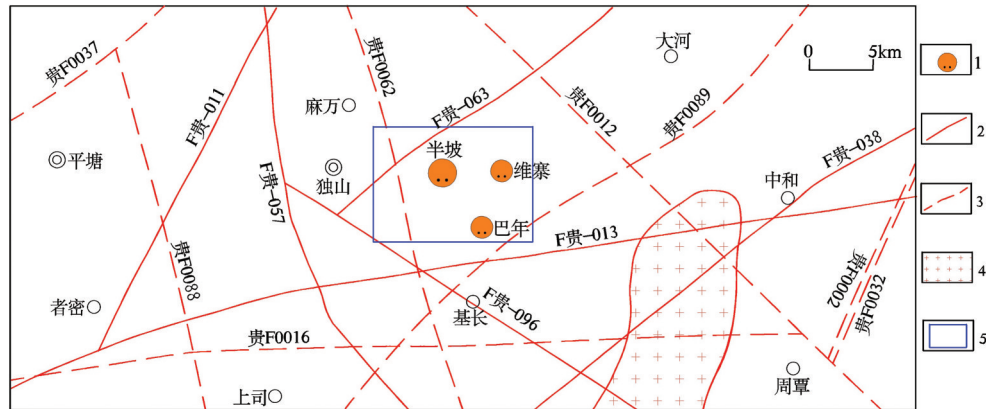 贵F0037
F贵-011
贵F0062
麻万
F贵-063
大河
0 5km
贵F0012
贵F0089
1
2
平塘
独山
半坡
维寨
F贵-038
中和
3
F贵-057
巴年
F贵-013
贵F0088
贵F0002
贵F0032
4
者密
基长
F贵-096
贵F0016
5
上司
周覃